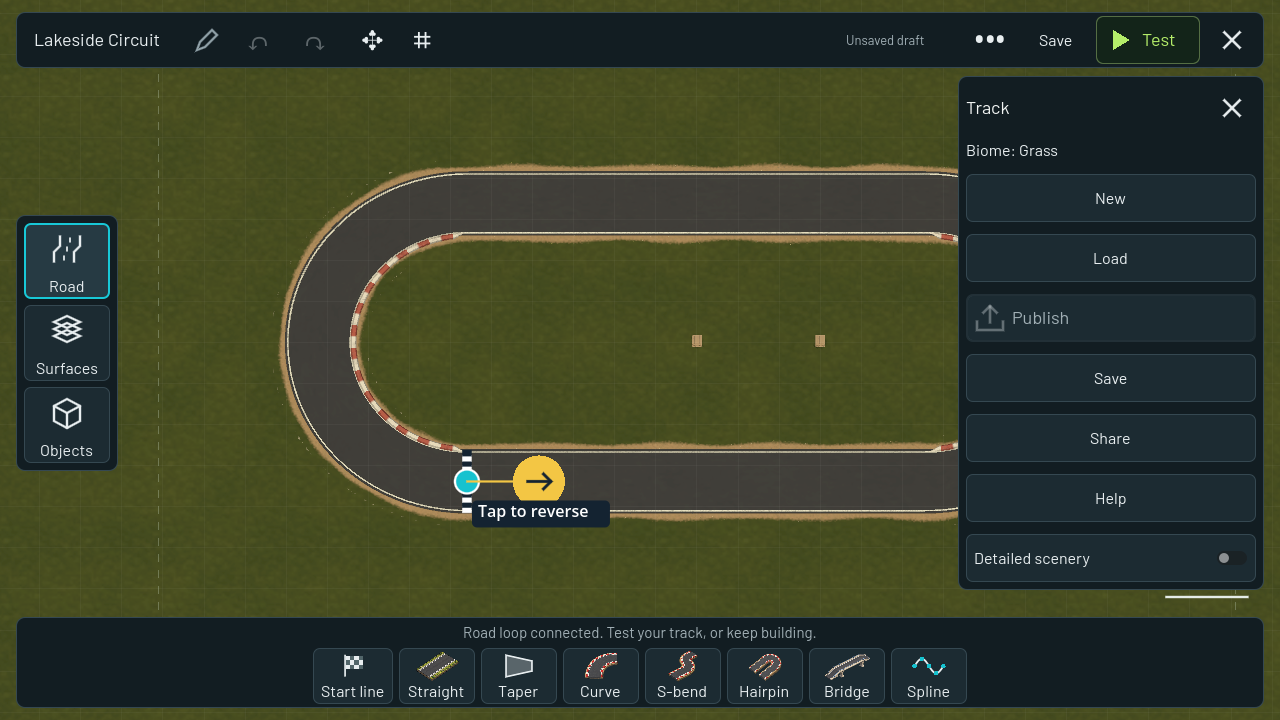 Lakeside Circuit
Unsaved draft
Save
Test
Track
Biome: Grass
New
Load
Publish
Save
Share
Help
Detailed scenery
Road
Surfaces
Objects
Tap to reverse
Road loop connected. Test your track, or keep building.
Start line
Straight
Taper
Curve
S-bend
Hairpin
Bridge
Spline